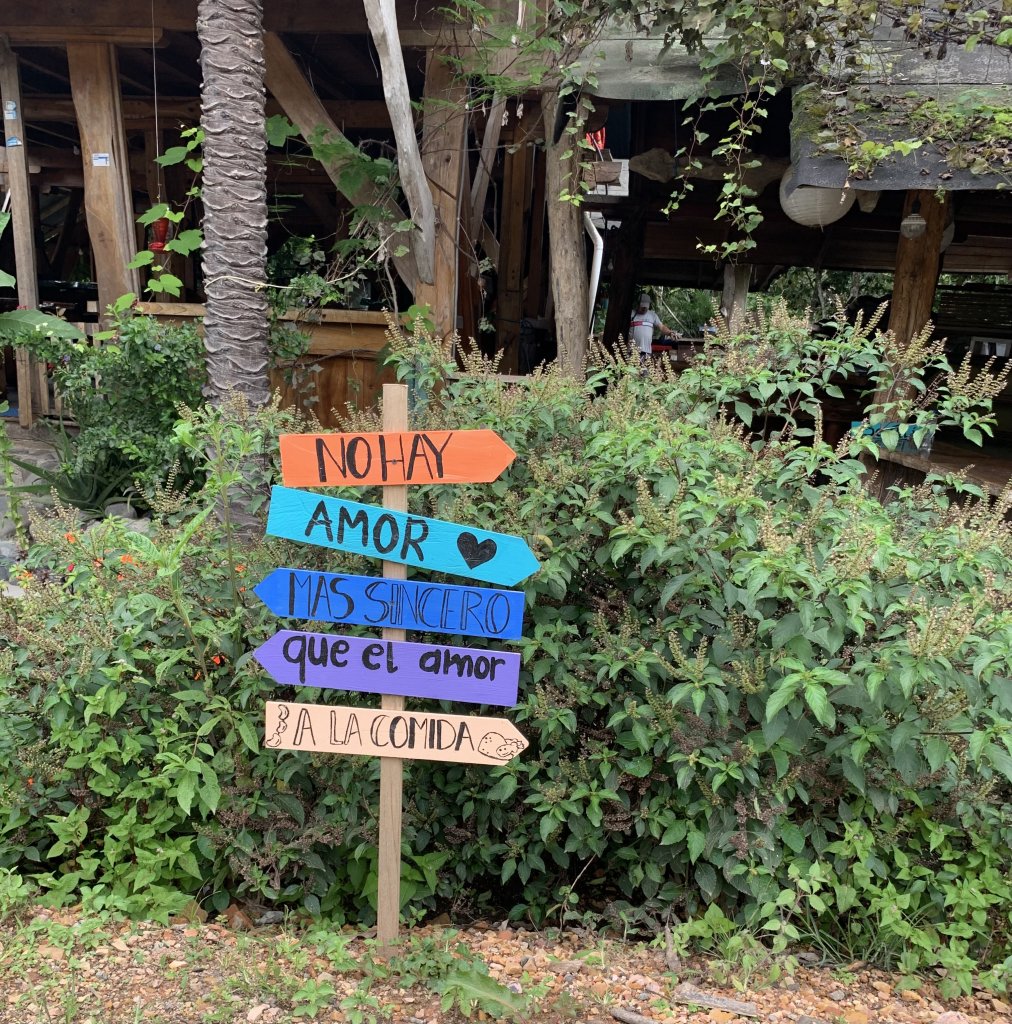 NO HAY
AMOR
MAS SINCERO
que el amor
A LA COMIDA